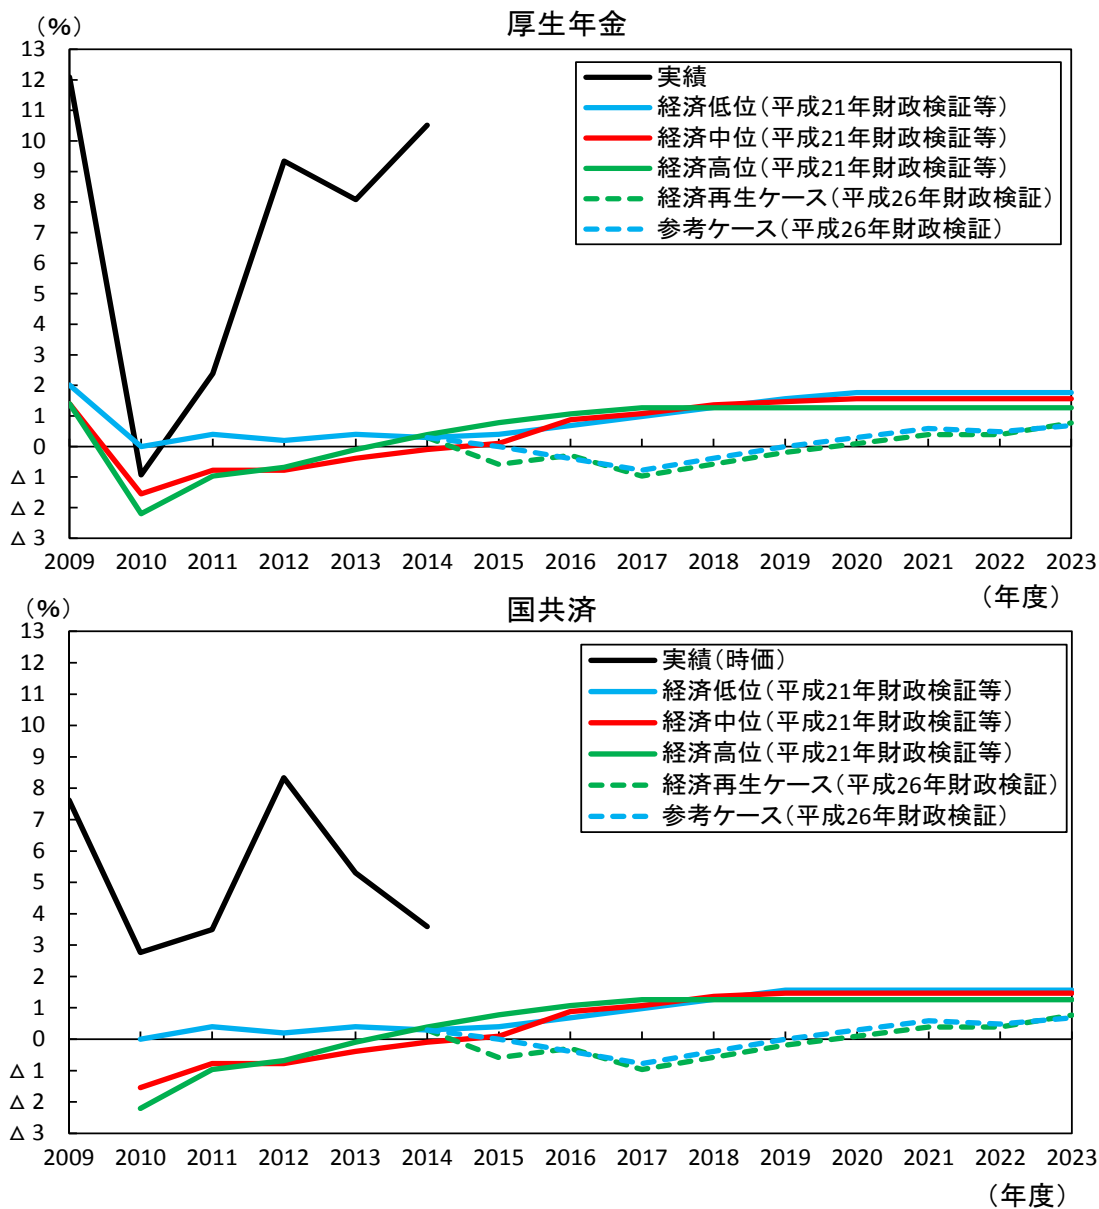 厚生年金
（％）
13
12
11
10
9
8
7
6
5
4
3
2
1
0
△ 1
△ 2
△ 3
実績
経済低位（平成21年財政検証等）
経済中位（平成21年財政検証等）
経済高位（平成21年財政検証等）
経済再生ケース（平成26年財政検証）
参考ケース（平成26年財政検証）
2009 2010 2011 2012 2013 2014 2015 2016 2017 2018 2019 2020 2021 2022 2023
（年度）
国共済
（％）
13
12
11
10
9
8
7
6
5
4
3
2
1
0
△ 1
△ 2
△ 3
実績（時価）
経済低位（平成21年財政検証等）
経済中位（平成21年財政検証等）
経済高位（平成21年財政検証等）
経済再生ケース（平成26年財政検証）
参考ケース（平成26年財政検証）
2009 2010 2011 2012 2013 2014 2015 2016 2017 2018 2019 2020 2021 2022 2023
（年度）